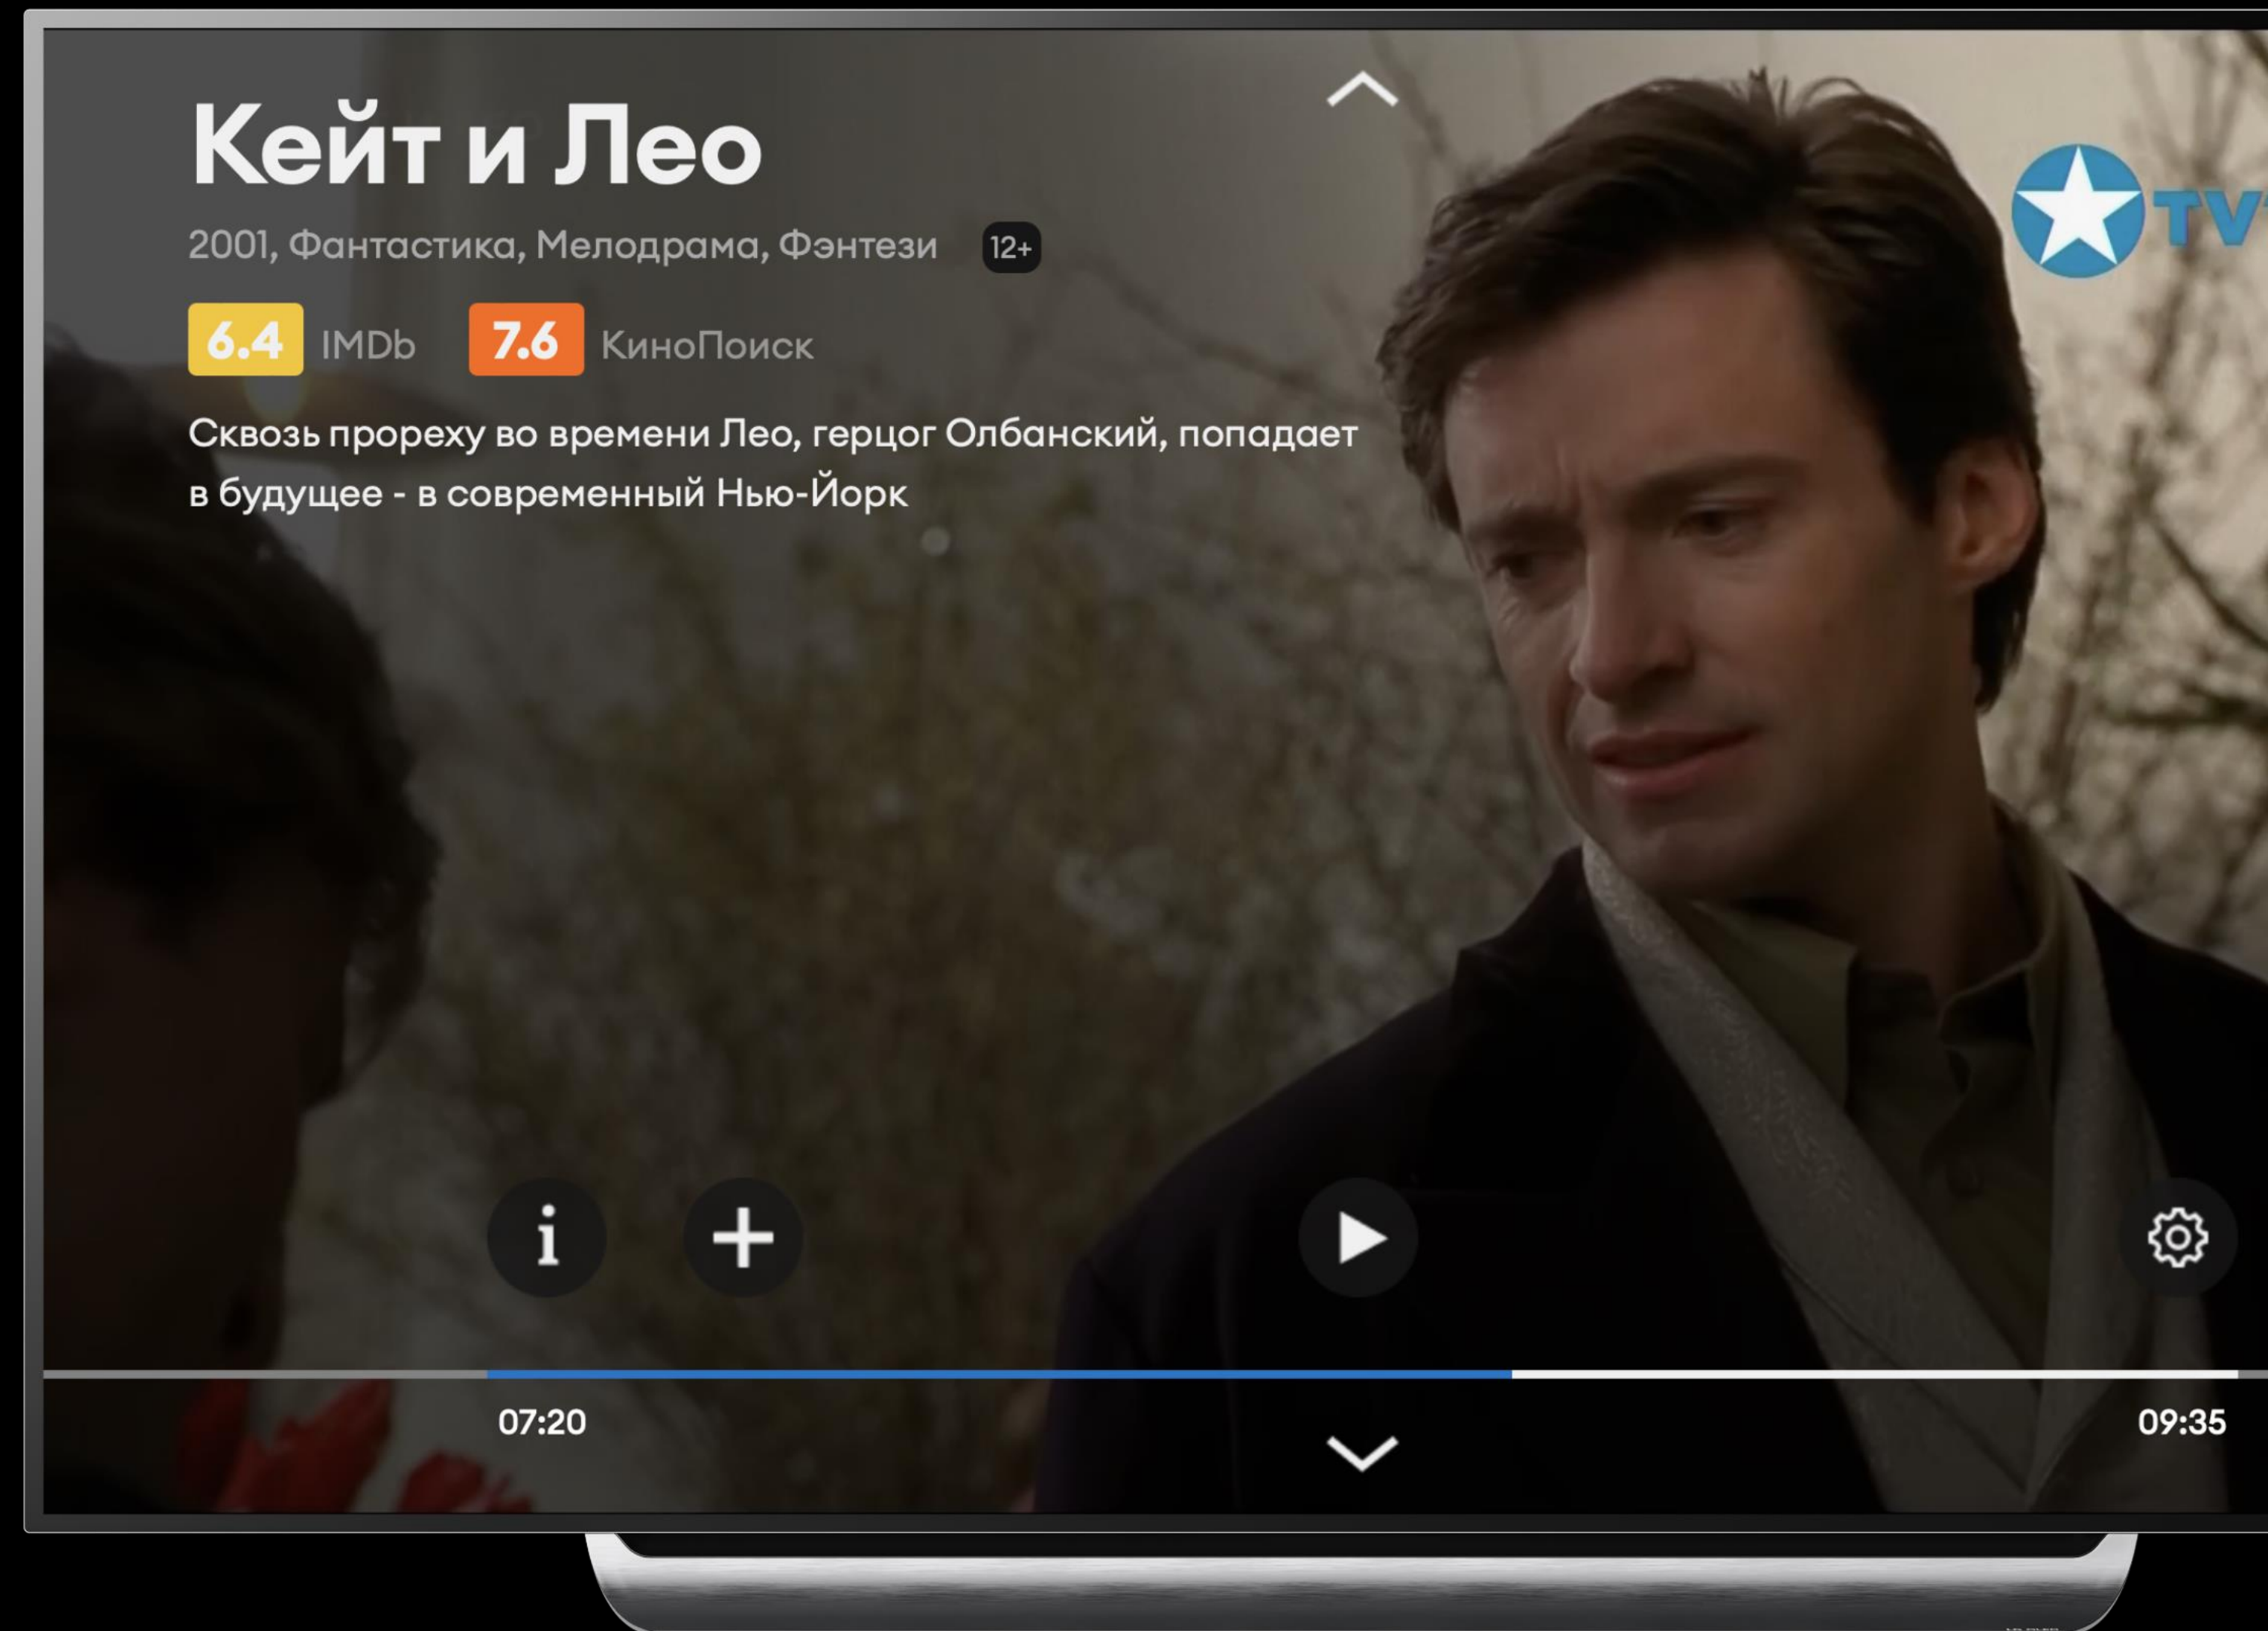 Кейт и Лео
2001, Фантастика, Мелодрама, Фэнтези 12+
6.4 IMDb 7.6 КиноПоиск
Сквозь прореху во времени Лео, герцог Олбанский, попадает
в будущее - в современный Нью-Йорк
TV
07:20 09:35